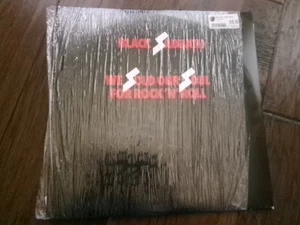 BLACK SABBATH
WE SOLD OUR SOUL
FOR ROCK 'N' ROLL